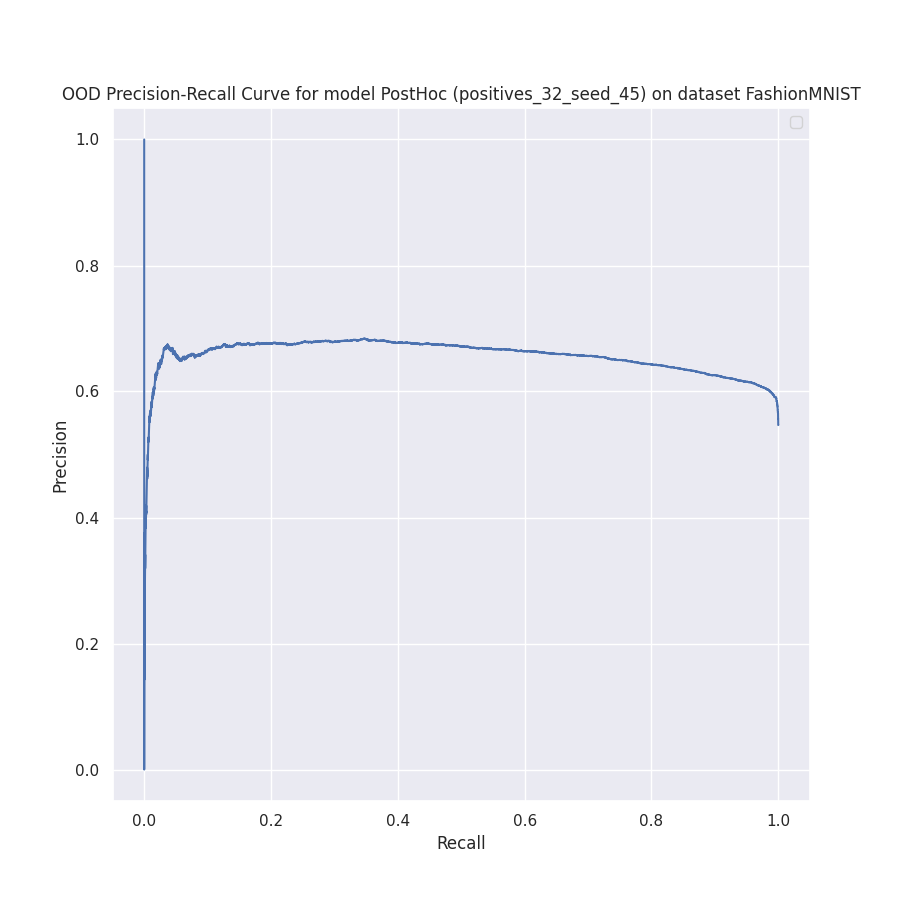 OOD Precision-Recall Curve for model PostHoc (positives_32_seed_45) on dataset FashionMNIST
1.0
0.8
0.6
0.4
0.2
0.0
Precision
0.0 0.2 0.4 0.6 0.8 1.0
Recall